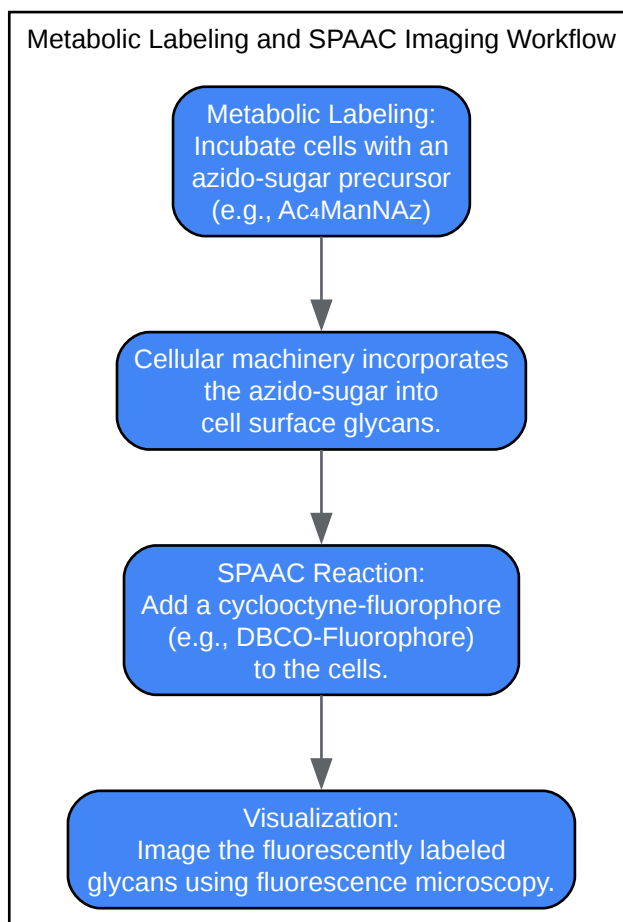 Metabolic Labeling and SPAAC Imaging Workflow
Metabolic Labeling:
Incubate cells with an
azido-sugar precursor
(e.g., Ac₄ManNAz)
Cellular machinery incorporates
the azido-sugar into
cell surface glycans.
SPAAC Reaction:
Add a cyclooctyne-fluorophore
(e.g., DBCO-Fluorophore)
to the cells.
Visualization:
Image the fluorescently labeled
glycans using fluorescence microscopy.